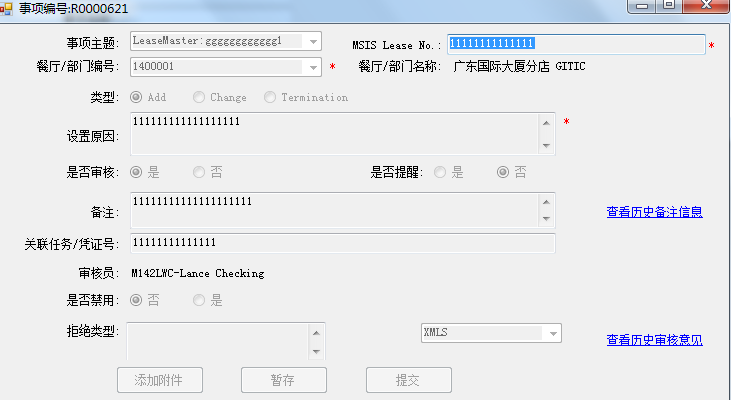 事项编号:R0000621
事项主题: LeaseMaster:gggggggggggg1 MSIS Lease No.: 11111111111111 *
餐厅/部门编号: 1400001 * 餐厅/部门名称: 广东国际大厦分店 GITIC
类型: Add Change Termination
设置原因: 111111111111111111 *
是否审核: 是 否 是否提醒: 是 否
备注: 11111111111111111111 查看历史备注信息
关联任务/凭证号: 11111111111111
审核员: M142LWC-Lance Checking
是否禁用: 否 是
拒绝类型: XMLS 查看历史审核意见
添加附件 暂存 提交